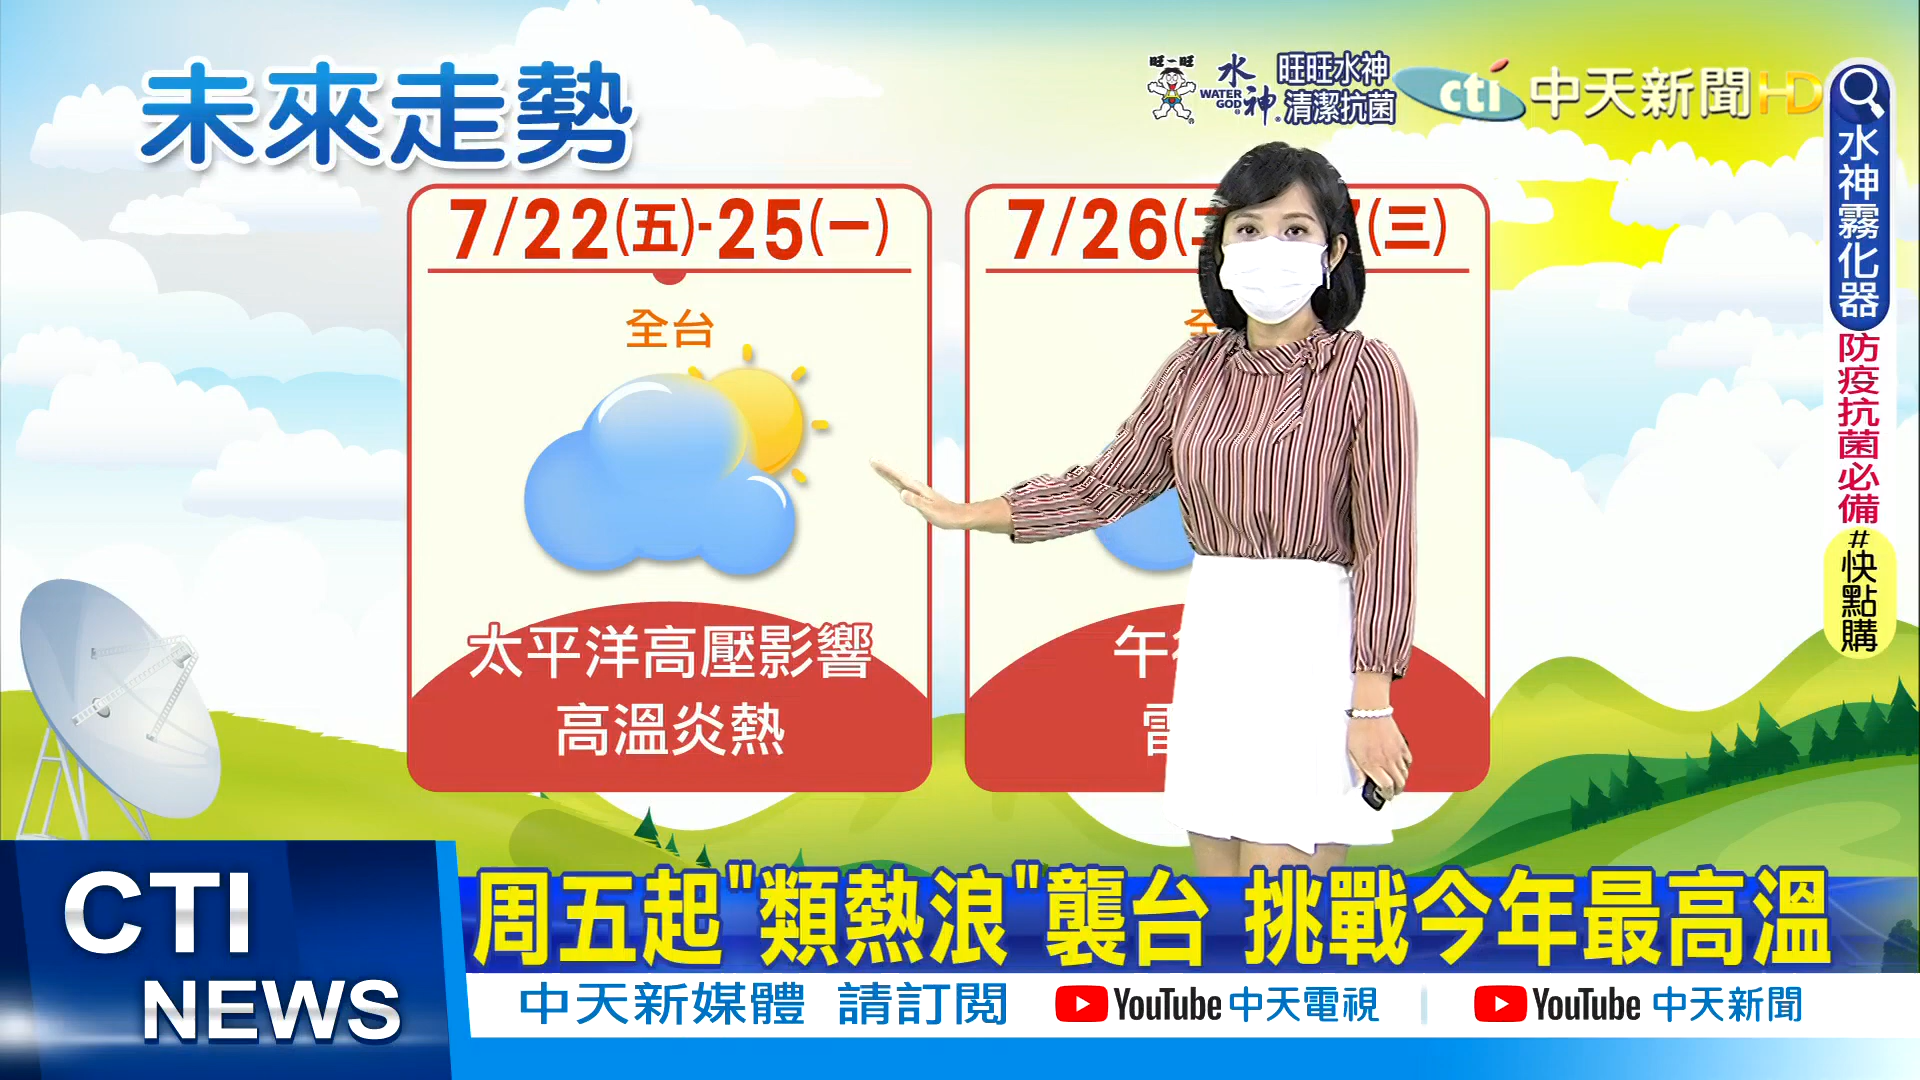 未來走勢
旺一旺
水神
WATER GOD
旺旺水神
清潔抗菌
cti 中天新聞HD
水神霧化器
防疫抗菌必備
#快點購
7/22(五)-25(一)
全台
太平洋高壓影響
高溫炎熱
7/26(二 (三)
午
CTI
NEWS
周五起"類熱浪"襲台 挑戰今年最高溫
中天新媒體 請訂閱 YouTube 中天電視 | YouTube 中天新聞